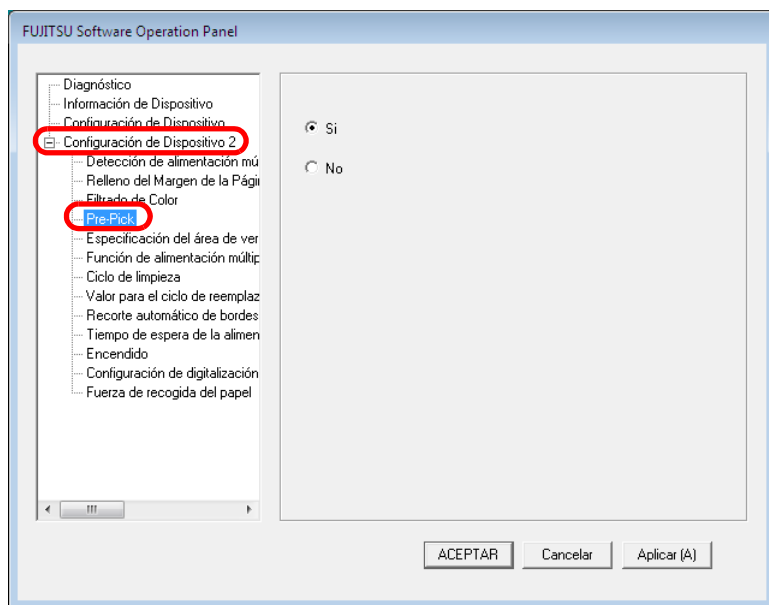 FUJITSU Software Operation Panel
Diagnóstico
Información de Dispositivo
Configuración de Dispositivo
Configuración de Dispositivo 2
Detección de alimentación mú
Relleno del Margen de la Pági
Filtrado de Color
Pre-Pick
Especificación del área de ver
Función de alimentación múltip
Ciclo de limpieza
Valor para el ciclo de reemplaz
Recorte automático de bordes
Tiempo de espera de la alimen
Encendido
Configuración de digitalización
Fuerza de recogida del papel
Si
No
ACEPTAR
Cancelar
Aplicar (A)